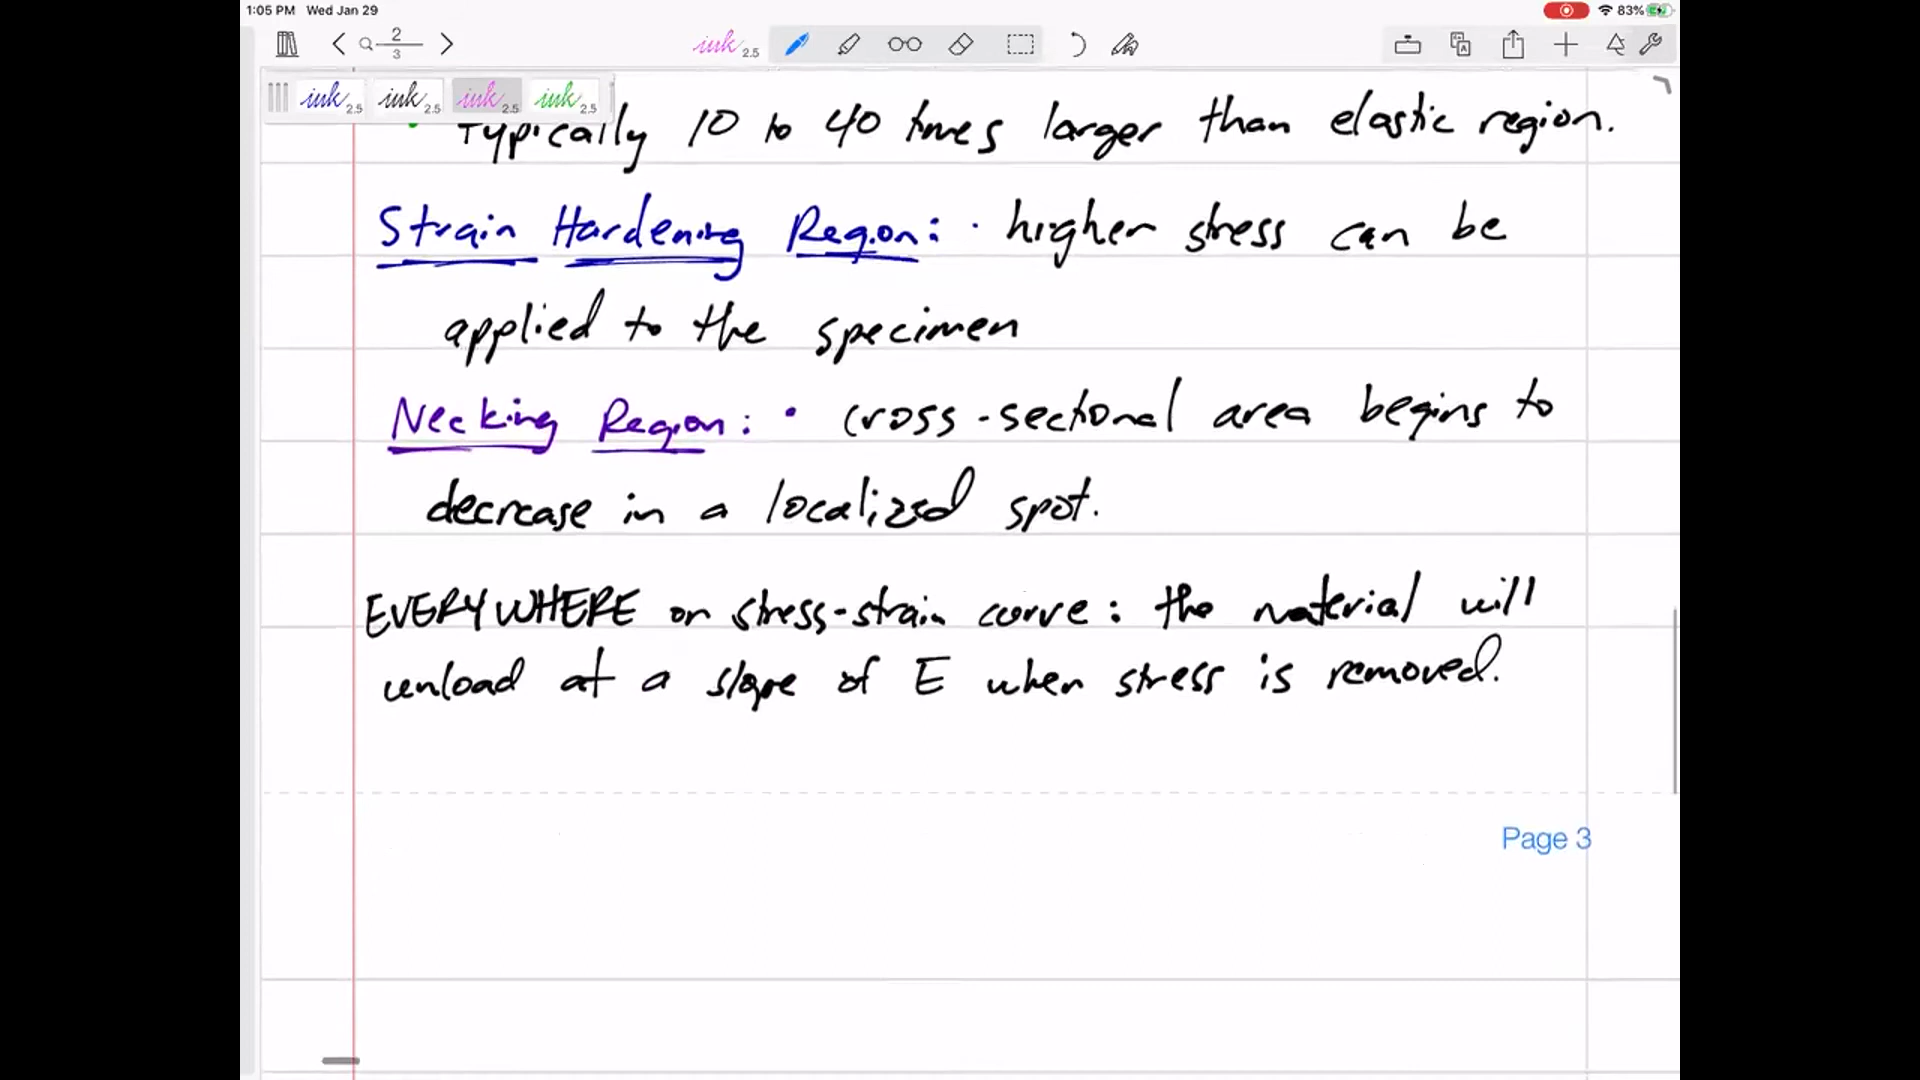 1:05 PM Wed Jan 29
83%
2
3
ink 2.5
ink 2.5 ink 2.5 ink 2.5 ink 2.5
Typically 10 to 40 times larger than elastic region.
Strain Hardening Region: · higher stress can be
applied to the specimen
Necking Region: • cross-sectional area begins to
decrease in a localized spot.
EVERYWHERE on stress-strain curve: the material will
unload at a slope of E when stress is removed.
Page 3